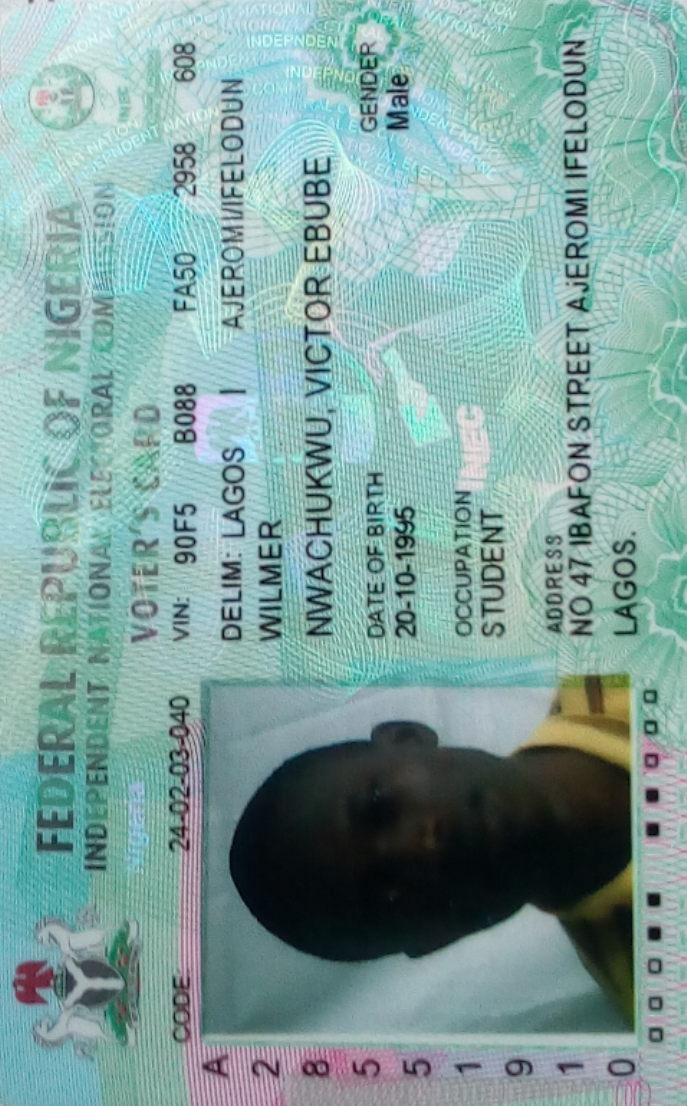 FEDERAL REPUBLIC OF NIGERIA
INDEPENDENT NATIONAL ELECTORAL COMMISSION
VOTER'S CARD
CODE: 24-02-03-040 VIN: 90F5 B088 FA50 2958 608
DELIM: LAGOS I AJEROMI/IFELODUN
WILMER
NWACHUKWU, VICTOR EBUBE
DATE OF BIRTH
20-10-1995
GENDER
Male
OCCUPATION
STUDENT
INEC
ADDRESS
NO 47 IBAFON STREET AJEROMI IFELODUN
LAGOS.
A28551910
Nigeria